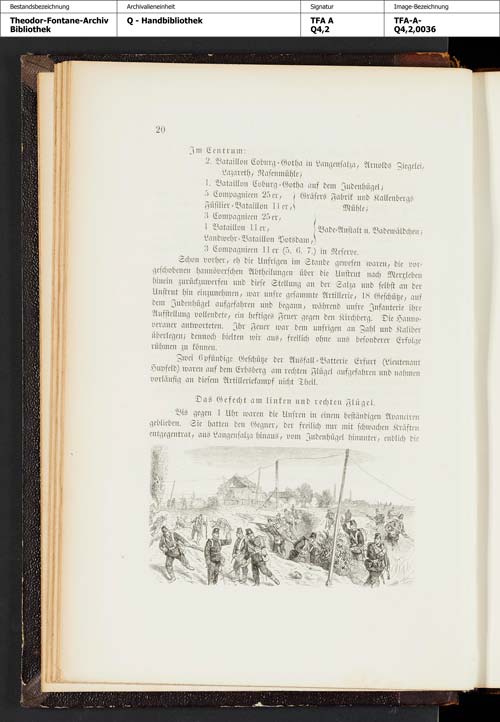 Bestandsbezeichnung Archivalieneinheit Signatur Image-Bezeichnung
Theodor-Fontane-Archiv Q - Handbibliothek TFA A TFA-A-
Bibliothek Q4,2 Q4,2,0036
20
Im Centrum:
2. Bataillon Coburg-Gotha in Langensalza, Arnolds Ziegelei,
Lazareth, Rasenmühle;
1. Bataillon Coburg-Gotha auf dem Judenhügel;
5 Compagnieen 25er, Gräsers Fabrik und Kallenbergs
Füsilier-Bataillon 11er, Mühle;
3 Compagnieen 25er,
1 Bataillon 11er, Bade-Anstalt u. Badewäldchen;
Landwehr-Bataillon Potsdam,
3 Compagnieen 11er (5. 6. 7.) in Reserve.
Schon vorher, eh die Unsrigen im Stande gewesen waren, die vor-
geschobenen hannöverschen Abtheilungen über die Unstrut nach Merxleben
hinein zurückzuwerfen und diese Stellung an der Salza und selbst an der
Unstrut hin einzunehmen, war unsre gesammte Artillerie, 18 Geschütze, auf
dem Judenhügel aufgefahren und begann, während unsre Infanterie ihre
Aufstellung vollendete, ein heftiges Feuer gegen den Kirchberg. Die Hanno-
veraner antworteten. Ihr Feuer war dem unsrigen an Zahl und Kaliber
überlegen; dennoch hielten wir aus, freilich ohne uns besonderer Erfolge
rühmen zu können.
Zwei 6pfündige Geschütze der Ausfall-Batterie Erfurt (Lieutenant
Hupfeld) waren auf dem Erbsberg am rechten Flügel aufgefahren und nahmen
vorläufig an diesem Artilleriekampf nicht Theil.
Das Gefecht am linken und rechten Flügel.
Bis gegen 1 Uhr waren die Unsren in einem beständigen Avanciren
geblieben. Sie hatten den Gegner, der freilich nur mit schwachen Kräften
entgegentrat, aus Langensalza hinaus, vom Judenhügel hinunter, endlich die